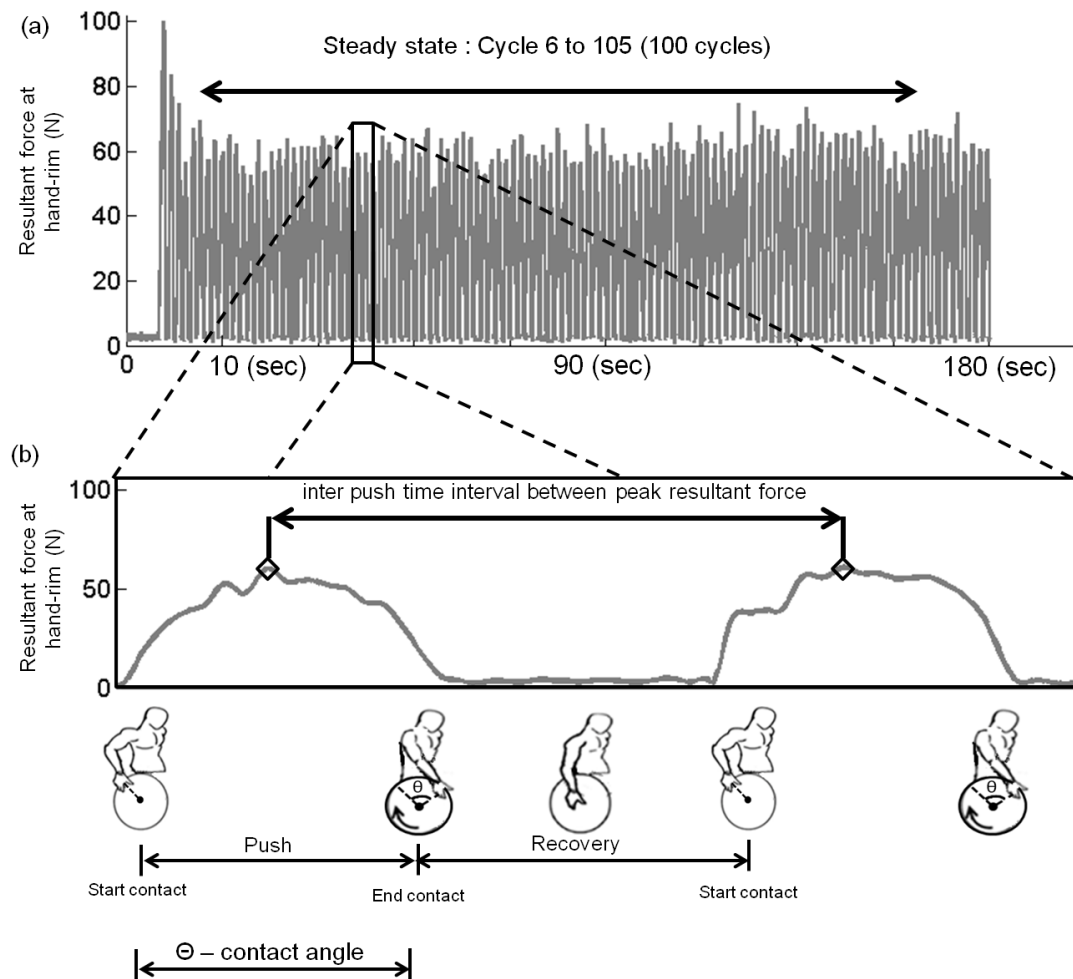 (a)
Steady state : Cycle 6 to 105 (100 cycles)
Resultant force at
hand-rim (N)
100
80
60
40
20
0
0
10 (sec)
90 (sec)
180 (sec)
(b)
inter push time interval between peak resultant force
Resultant force at
hand-rim (N)
100
50
0
Θ
Θ
Push
Recovery
Start contact
End contact
Start contact
Θ – contact angle